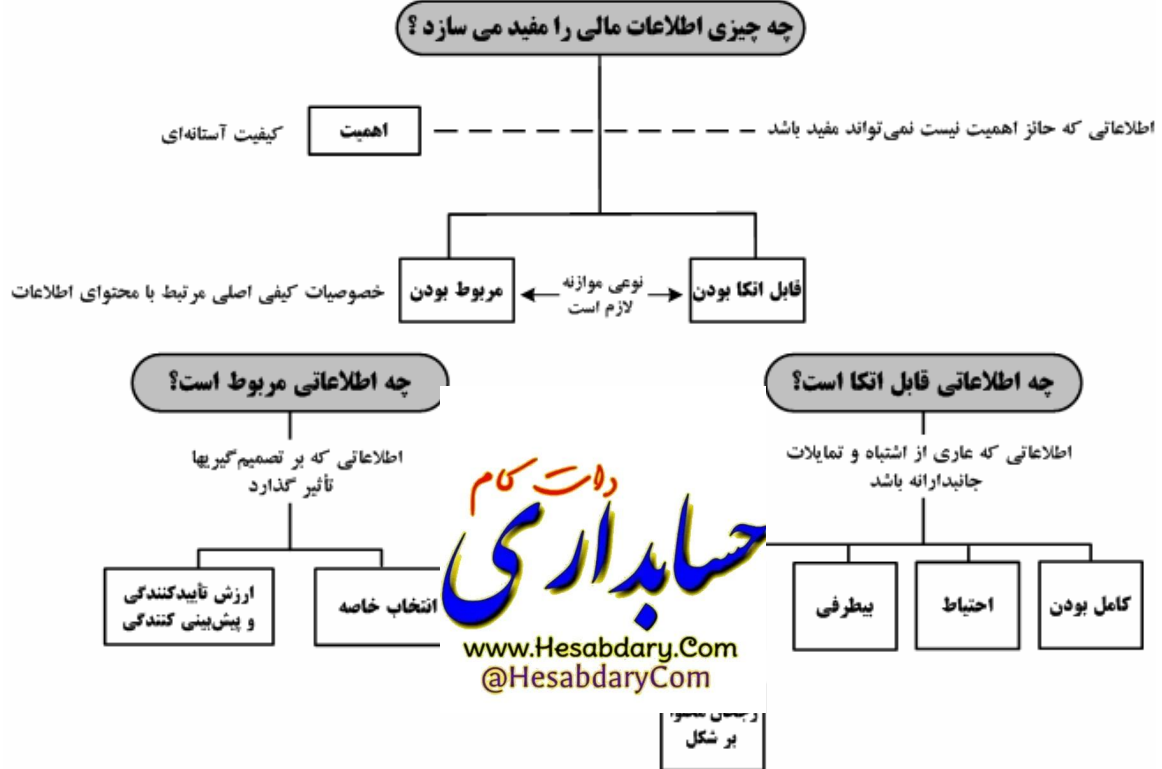 چه چیزی اطلاعات مالی را مفید می سازد ؟
اطلاعاتی که حائز اهمیت نیست نمی‌تواند مفید باشد
اهمیت
کیفیت آستانه‌ای
قابل اتکا بودن
نوعی موازنه
لازم است
مربوط بودن
خصوصیات کیفی اصلی مرتبط با محتوای اطلاعات
چه اطلاعاتی قابل اتکا است؟
اطلاعاتی که عاری از اشتباه و تمایلات
جانبدارانه باشد
کامل بودن
احتیاط
بیطرفی
بر شکل
چه اطلاعاتی مربوط است؟
اطلاعاتی که بر تصمیم‌گیریها
تأثیر گذارد
انتخاب خاصه
ارزش تأییدکنندگی
و پیش‌بینی کنندگی
دات کام
حسابداری
www.Hesabdary.Com
@HesabdaryCom